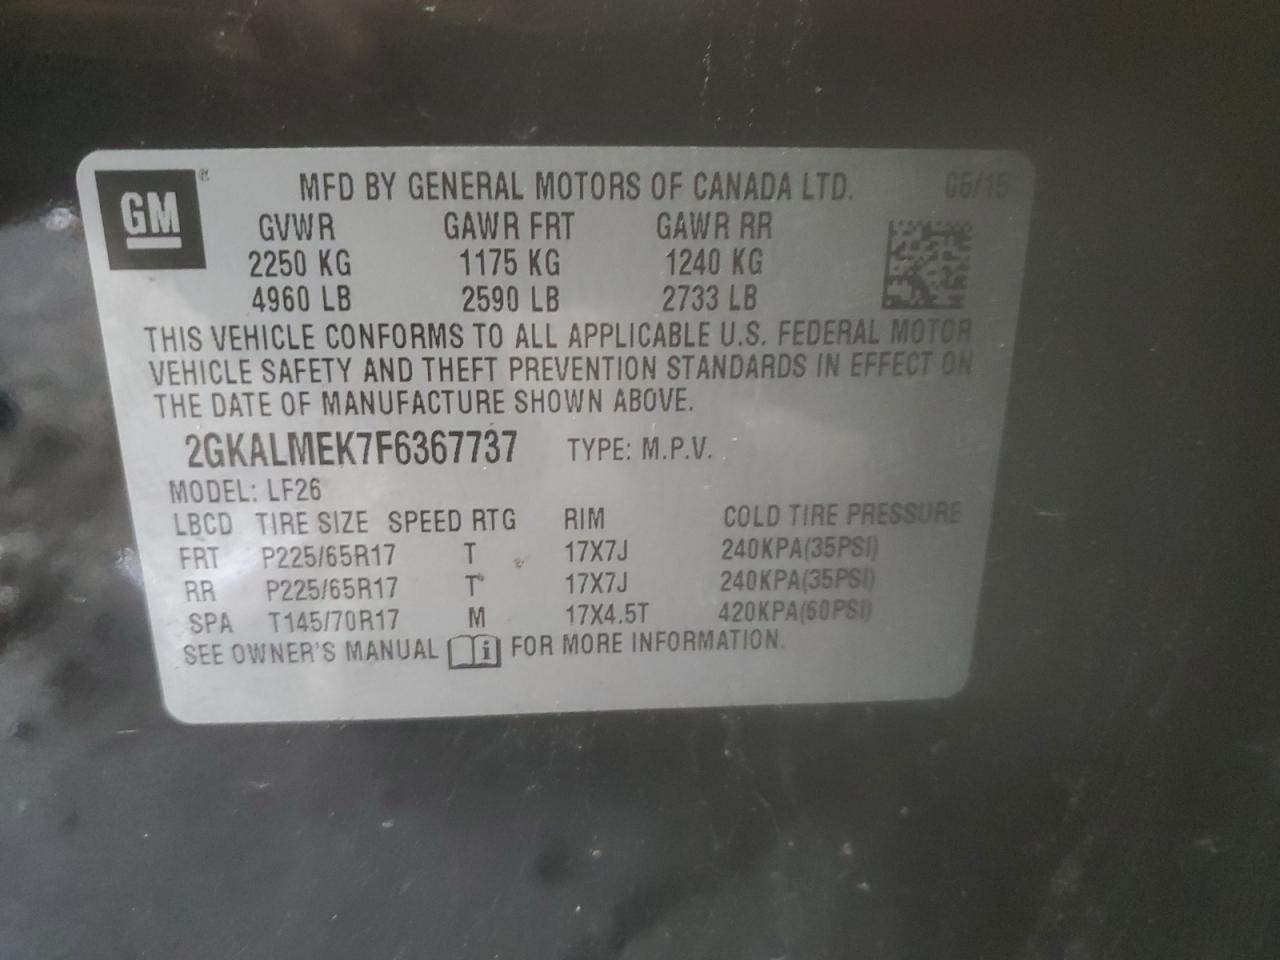 GM
MFD BY GENERAL MOTORS OF CANADA LTD. 05/15
GVWR GAWR FRT GAWR RR
2250 KG 1175 KG 1240 KG
4960 LB 2590 LB 2733 LB
THIS VEHICLE CONFORMS TO ALL APPLICABLE U.S. FEDERAL MOTOR
VEHICLE SAFETY AND THEFT PREVENTION STANDARDS IN EFFECT ON
THE DATE OF MANUFACTURE SHOWN ABOVE.
2GKALMEK7F6367737 TYPE: M.P.V.
MODEL: LF26
LBCD TIRE SIZE SPEED RTG RIM COLD TIRE PRESSURE
FRT P225/65R17 T 17X7J 240KPA(35PSI)
RR P225/65R17 T 17X7J 240KPA(35PSI)
SPA T145/70R17 M 17X4.5T 420KPA(60PSI)
SEE OWNER'S MANUAL i FOR MORE INFORMATION.